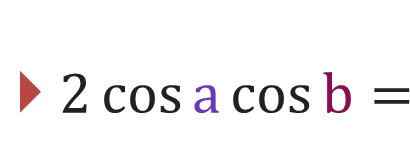 2 cos a cos b =